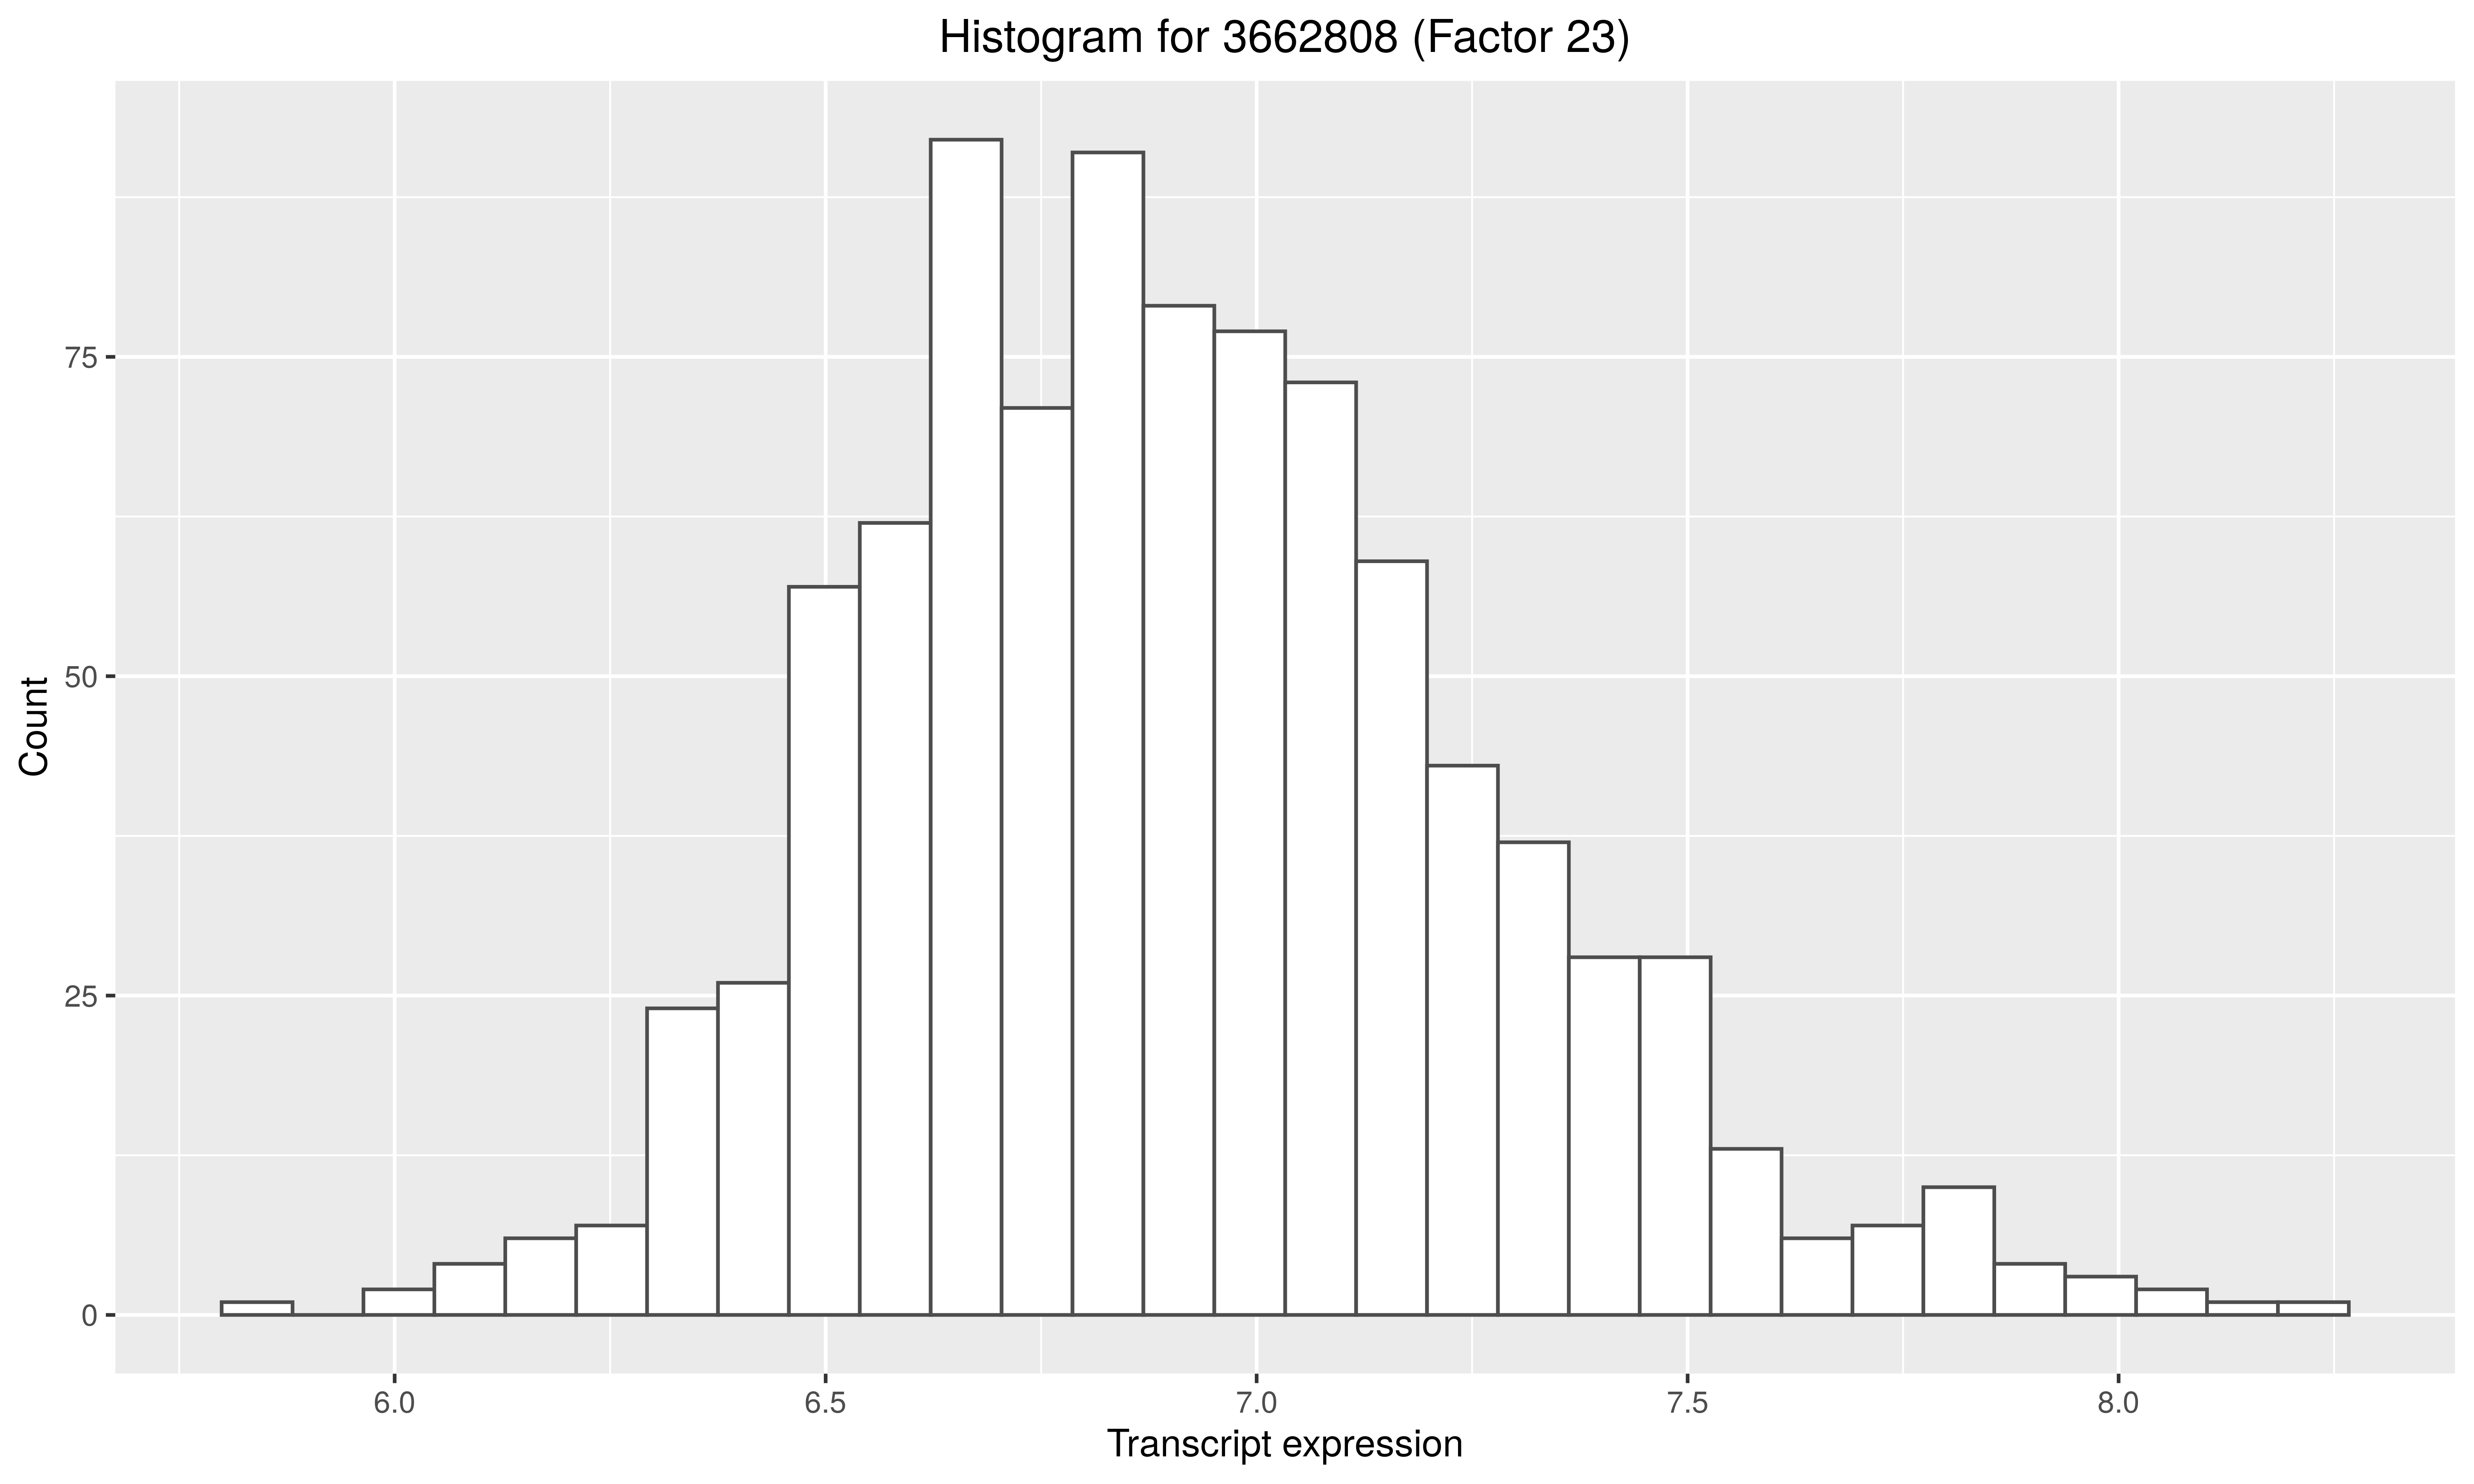 Histogram for 3662808 (Factor 23)
75
50
25
0
Count
6.0 6.5 7.0 7.5 8.0
Transcript expression